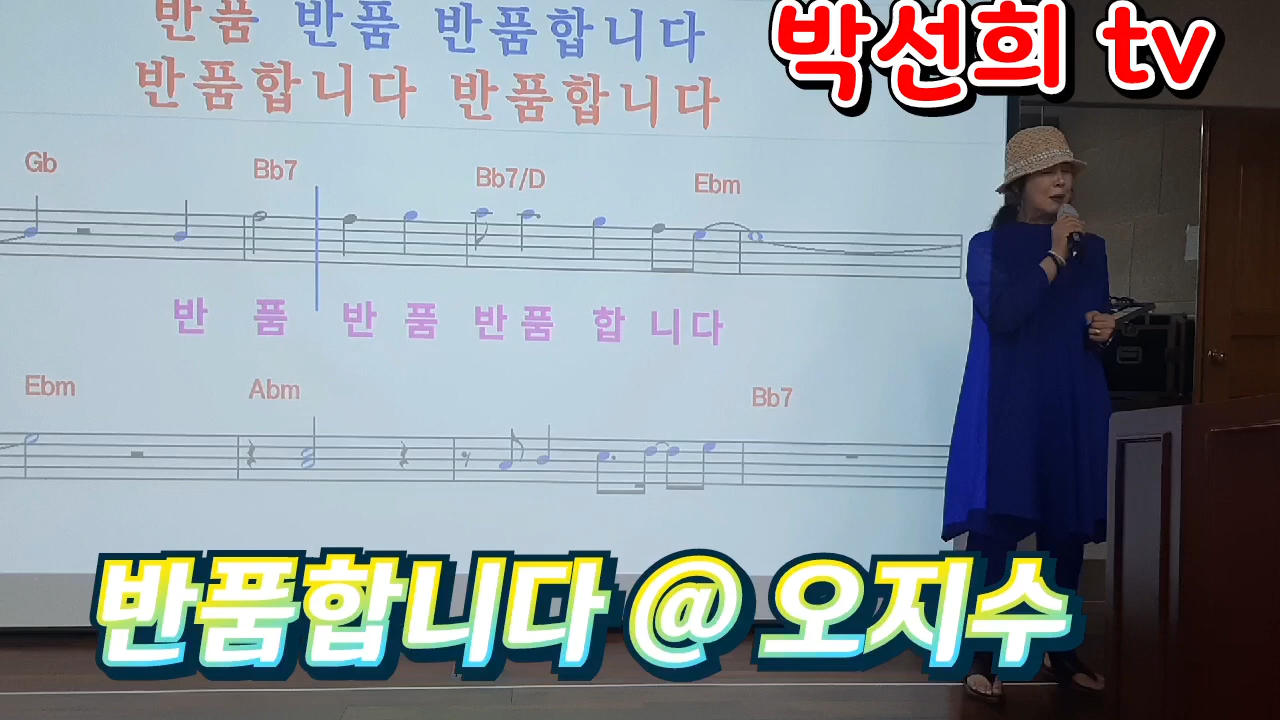 반품 반품 반품합니다
박선희 tv
반품합니다 반품합니다
Gb Bb7 Bb7/D Ebm
반 품 반 품 반 품 합 니 다
Ebm Abm Bb7
반품합니다 @ 오지수